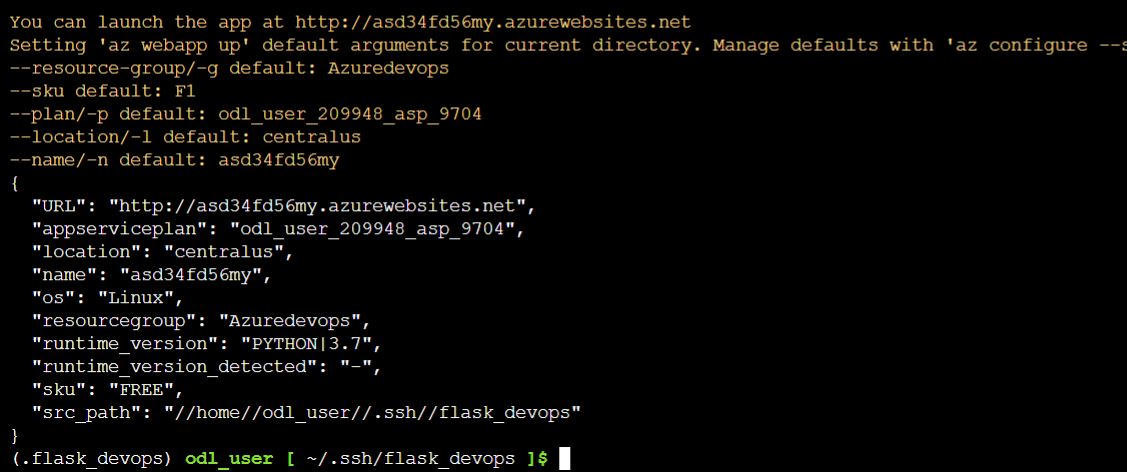 You can launch the app at http://asd34fd56my.azurewebsites.net
Setting 'az webapp up' default arguments for current directory. Manage defaults with 'az configure --s
--resource-group/-g default: Azuredevops
--sku default: F1
--plan/-p default: odl_user_209948_asp_9704
--location/-l default: centralus
--name/-n default: asd34fd56my
{
  "URL": "http://asd34fd56my.azurewebsites.net",
  "appserviceplan": "odl_user_209948_asp_9704",
  "location": "centralus",
  "name": "asd34fd56my",
  "os": "Linux",
  "resourcegroup": "Azuredevops",
  "runtime_version": "PYTHON|3.7",
  "runtime_version_detected": "-",
  "sku": "FREE",
  "src_path": "//home//odl_user//.ssh//flask_devops"
}
(.flask_devops) odl_user [ ~/.ssh/flask_devops ]$